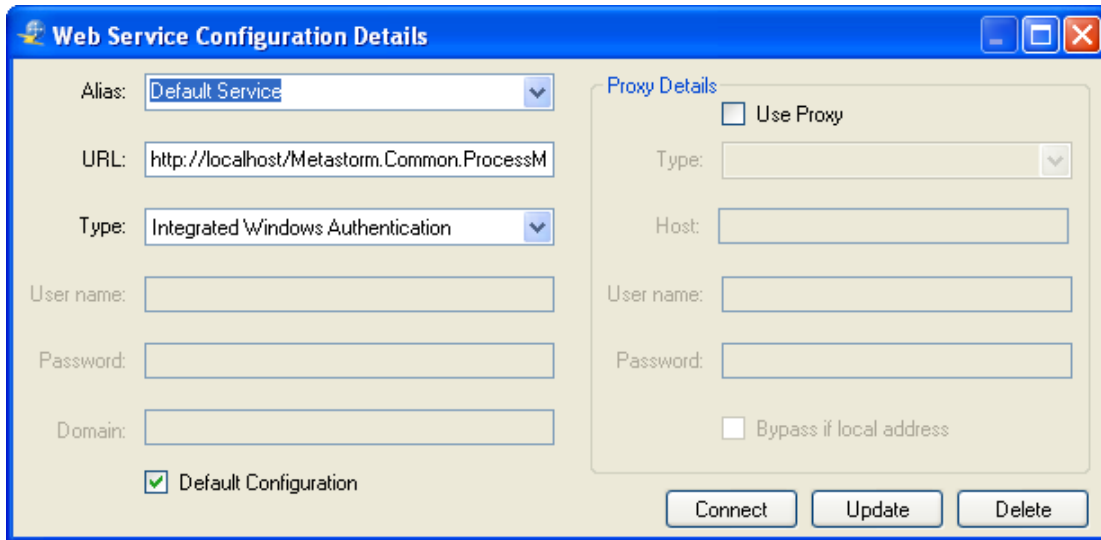 Web Service Configuration Details
Alias: Default Service
URL: http://localhost/Metastorm.Common.ProcessM
Type: Integrated Windows Authentication
User name:
Password:
Domain:
Default Configuration
Proxy Details
Use Proxy
Type:
Host:
User name:
Password:
Bypass if local address
Connect Update Delete